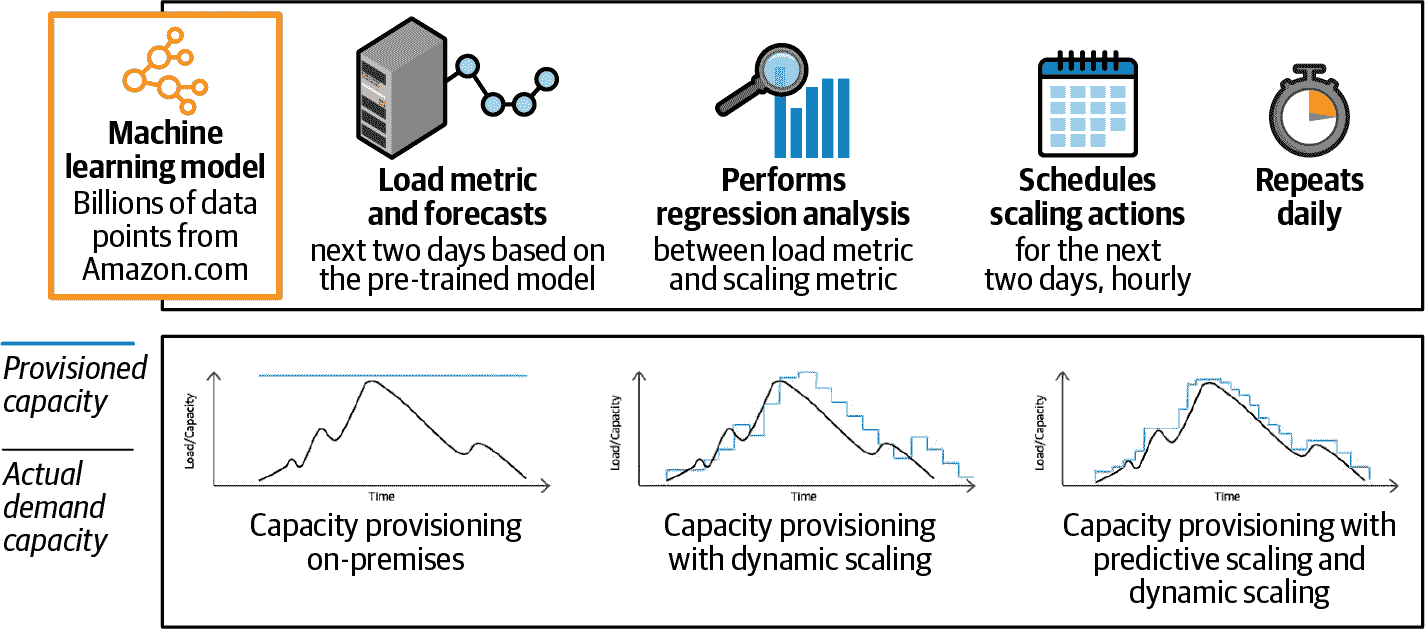 Machine
learning model
Billions of data
points from
Amazon.com
Load metric
and forecasts
next two days based on
the pre-trained model
Performs
regression analysis
between load metric
and scaling metric
Schedules
scaling actions
for the next
two days, hourly
Repeats
daily
Provisioned
capacity
Actual
demand
capacity
Load/Capacity
Time
Capacity provisioning
on-premises
Load/Capacity
Time
Capacity provisioning
with dynamic scaling
Load/Capacity
Time
Capacity provisioning with
predictive scaling and
dynamic scaling